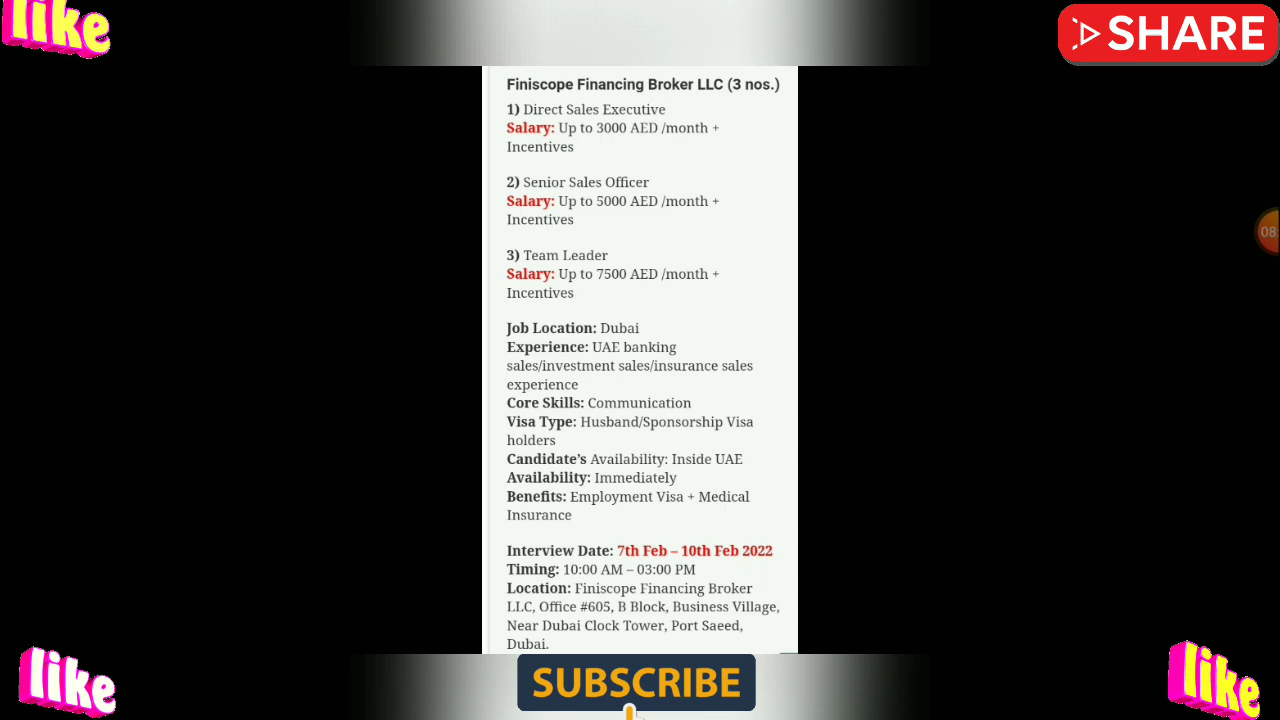 like
SHARE
Finiscope Financing Broker LLC (3 nos.)
1) Direct Sales Executive
Salary: Up to 3000 AED /month +
Incentives
2) Senior Sales Officer
Salary: Up to 5000 AED /month +
Incentives
3) Team Leader
Salary: Up to 7500 AED /month +
Incentives
08:
Job Location: Dubai
Experience: UAE banking
sales/investment sales/insurance sales
experience
Core Skills: Communication
Visa Type: Husband/Sponsorship Visa
holders
Candidate's Availability: Inside UAE
Availability: Immediately
Benefits: Employment Visa + Medical
Insurance
Interview Date: 7th Feb – 10th Feb 2022
Timing: 10:00 AM – 03:00 PM
Location: Finiscope Financing Broker
LLC, Office #605, B Block, Business Village,
Near Dubai Clock Tower, Port Saeed,
Dubai.
like
SUBSCRIBE
like